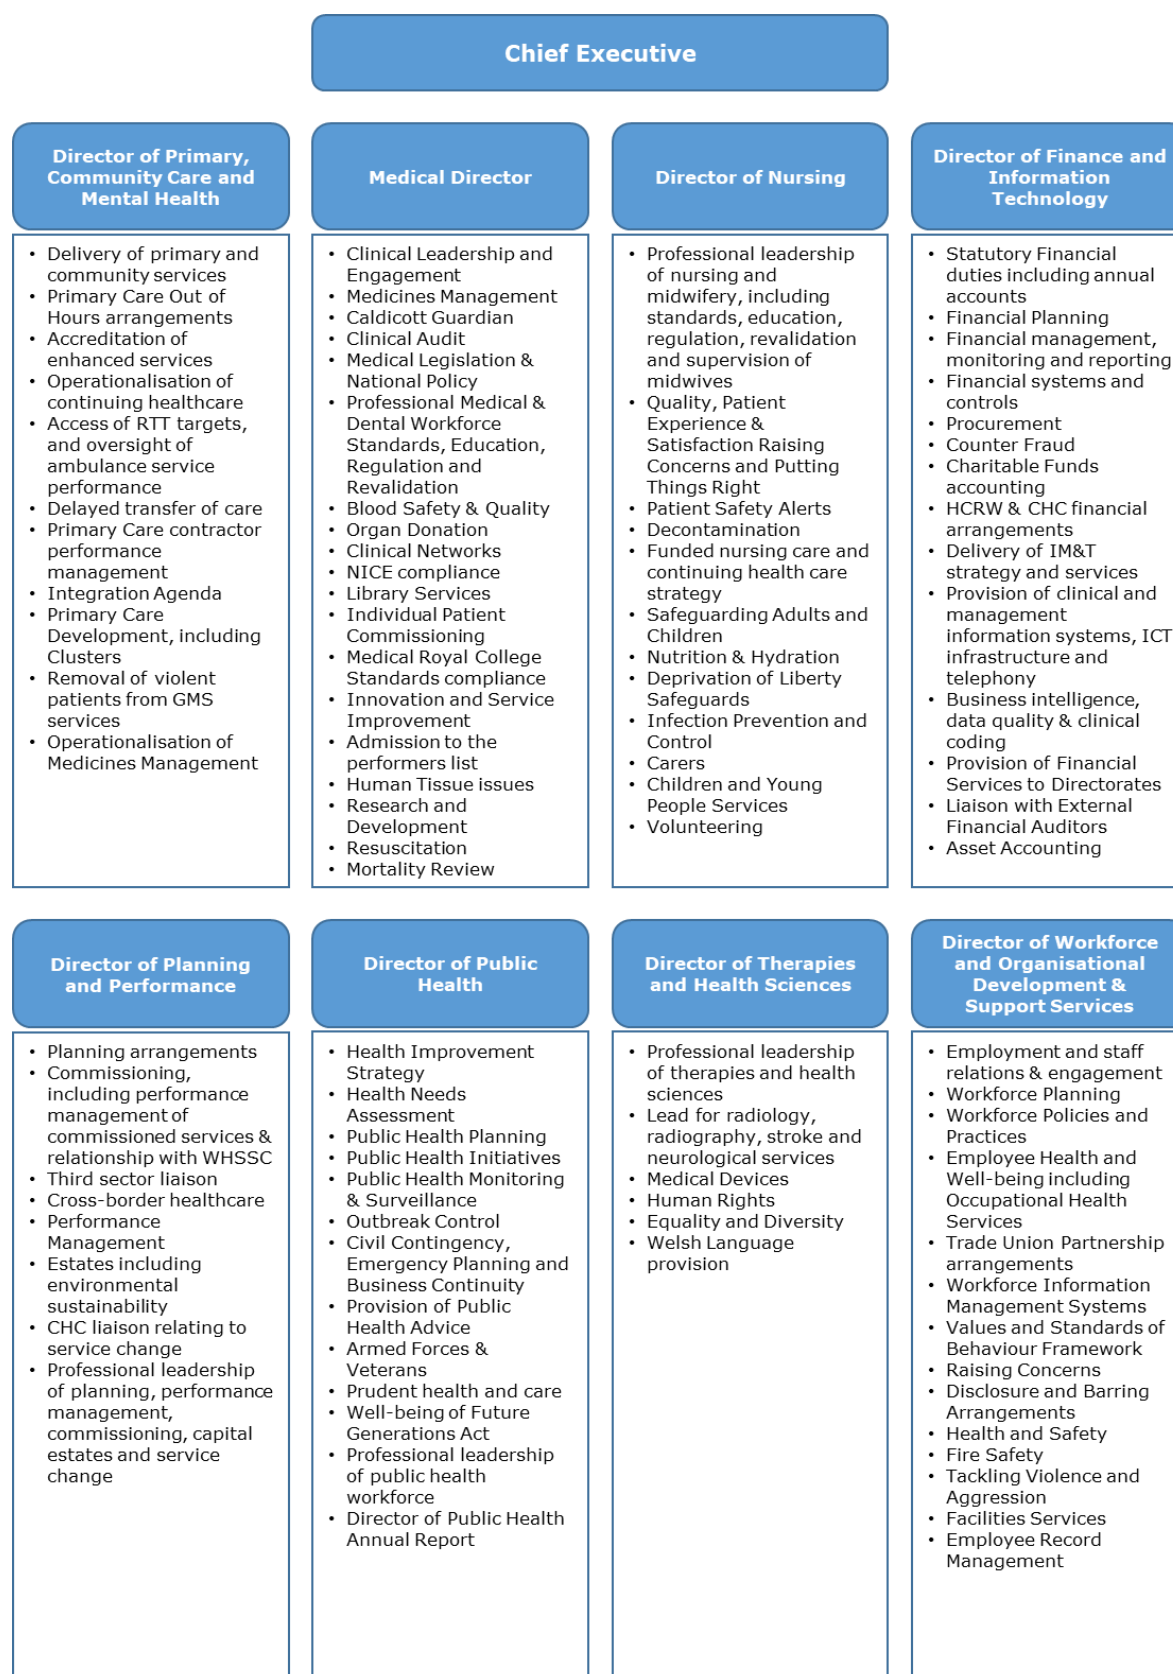 Chief Executive
Director of Primary,
Community Care and
Mental Health
• Delivery of primary and
community services
• Primary Care Out of
Hours arrangements
• Accreditation of
enhanced services
• Operationalisation of
continuing healthcare
• Access of RTT targets,
and oversight of
ambulance service
performance
• Delayed transfer of care
• Primary Care contractor
performance
management
• Integration Agenda
• Primary Care
Development, including
Clusters
• Removal of violent
patients from GMS
services
• Operationalisation of
Medicines Management
Medical Director
• Clinical Leadership and
Engagement
• Medicines Management
• Caldicott Guardian
• Clinical Audit
• Medical Legislation &
National Policy
• Professional Medical &
Dental Workforce
Standards, Education,
Regulation and
Revalidation
• Blood Safety & Quality
• Organ Donation
• Clinical Networks
• NICE compliance
• Library Services
• Individual Patient
Commissioning
• Medical Royal College
Standards compliance
• Innovation and Service
Improvement
• Admission to the
performers list
• Human Tissue issues
• Research and
Development
• Resuscitation
• Mortality Review
Director of Nursing
• Professional leadership
of nursing and
midwifery, including
standards, education,
regulation, revalidation
and supervision of
midwives
• Quality, Patient
Experience &
Satisfaction Raising
Concerns and Putting
Things Right
• Patient Safety Alerts
• Decontamination
• Funded nursing care and
continuing health care
strategy
• Safeguarding Adults and
Children
• Nutrition & Hydration
• Deprivation of Liberty
Safeguards
• Infection Prevention and
Control
• Carers
• Children and Young
People Services
• Volunteering
Director of Finance and
Information
Technology
• Statutory Financial
duties including annual
accounts
• Financial Planning
• Financial management,
monitoring and reporting
• Financial systems and
controls
• Procurement
• Counter Fraud
• Charitable Funds
accounting
• HCRW & CHC financial
arrangements
• Delivery of IM&T
strategy and services
• Provision of clinical and
management
information systems, ICT
infrastructure and
telephony
• Business intelligence,
data quality & clinical
coding
• Provision of Financial
Services to Directorates
• Liaison with External
Financial Auditors
• Asset Accounting
Director of Planning
and Performance
• Planning arrangements
• Commissioning,
including performance
management of
commissioned services &
relationship with WHSSC
• Third sector liaison
• Cross-border healthcare
• Performance
Management
• Estates including
environmental
sustainability
• CHC liaison relating to
service change
• Professional leadership
of planning, performance
management,
commissioning, capital
estates and service
change
Director of Public
Health
• Health Improvement
Strategy
• Health Needs
Assessment
• Public Health Planning
• Public Health Initiatives
• Public Health Monitoring
& Surveillance
• Outbreak Control
• Civil Contingency,
Emergency Planning and
Business Continuity
• Provision of Public
Health Advice
• Armed Forces &
Veterans
• Prudent health and care
• Well-being of Future
Generations Act
• Professional leadership
of public health
workforce
• Director of Public Health
Annual Report
Director of Therapies
and Health Sciences
• Professional leadership
of therapies and health
sciences
• Lead for radiology,
radiography, stroke and
neurological services
• Medical Devices
• Human Rights
• Equality and Diversity
• Welsh Language
provision
Director of Workforce
and Organisational
Development &
Support Services
• Employment and staff
relations & engagement
• Workforce Planning
• Workforce Policies and
Practices
• Employee Health and
Well-being including
Occupational Health
Services
• Trade Union Partnership
arrangements
• Workforce Information
Management Systems
• Values and Standards of
Behaviour Framework
• Raising Concerns
• Disclosure and Barring
Arrangements
• Health and Safety
• Fire Safety
• Tackling Violence and
Aggression
• Facilities Services
• Employee Record
Management